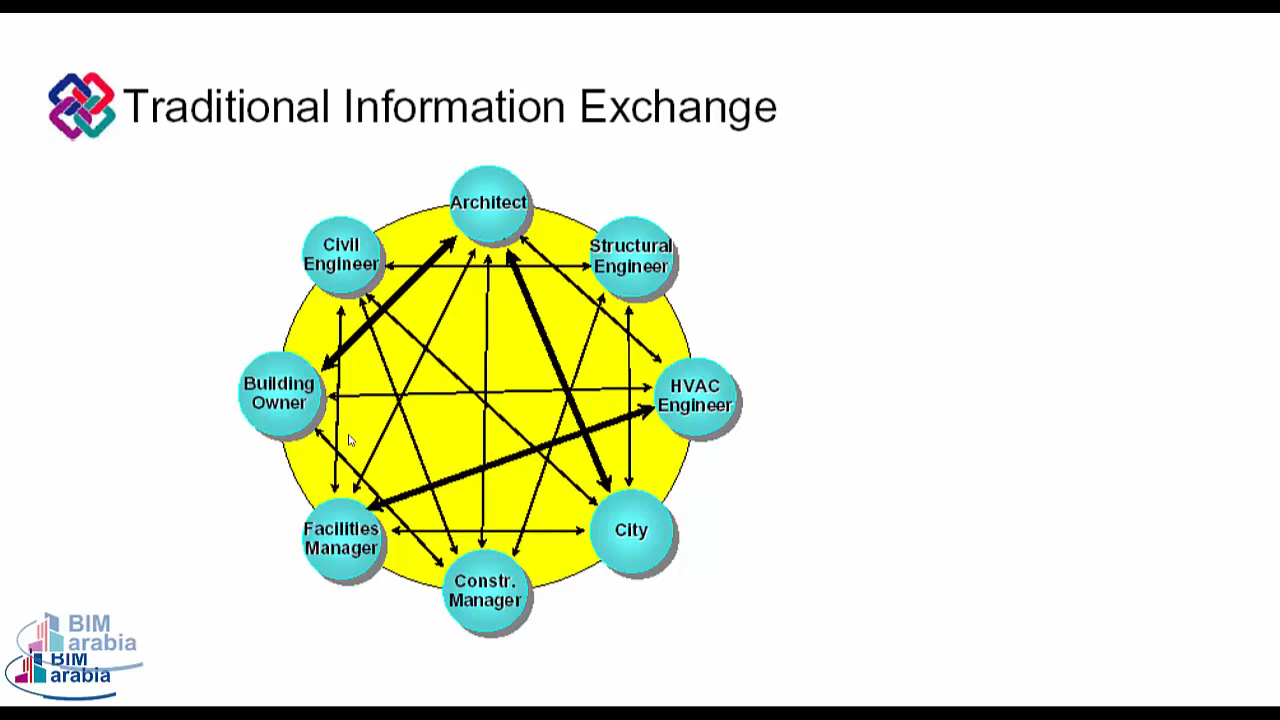 Traditional Information Exchange
Architect
Civil
Engineer
Structural
Engineer
Building
Owner
HVAC
Engineer
Facilities
Manager
City
Constr.
Manager
BIM
arabia
BIM
arabia